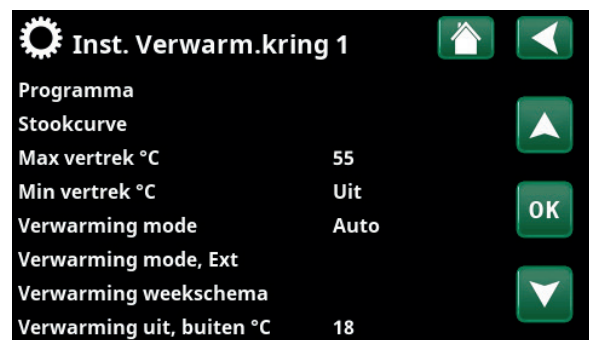 Inst. Verwarm.kring 1
Programma
Stookcurve
Max vertrek °C 55
Min vertrek °C Uit
Verwarming mode Auto
OK
Verwarming mode, Ext
Verwarming weekschema
Verwarming uit, buiten °C 18